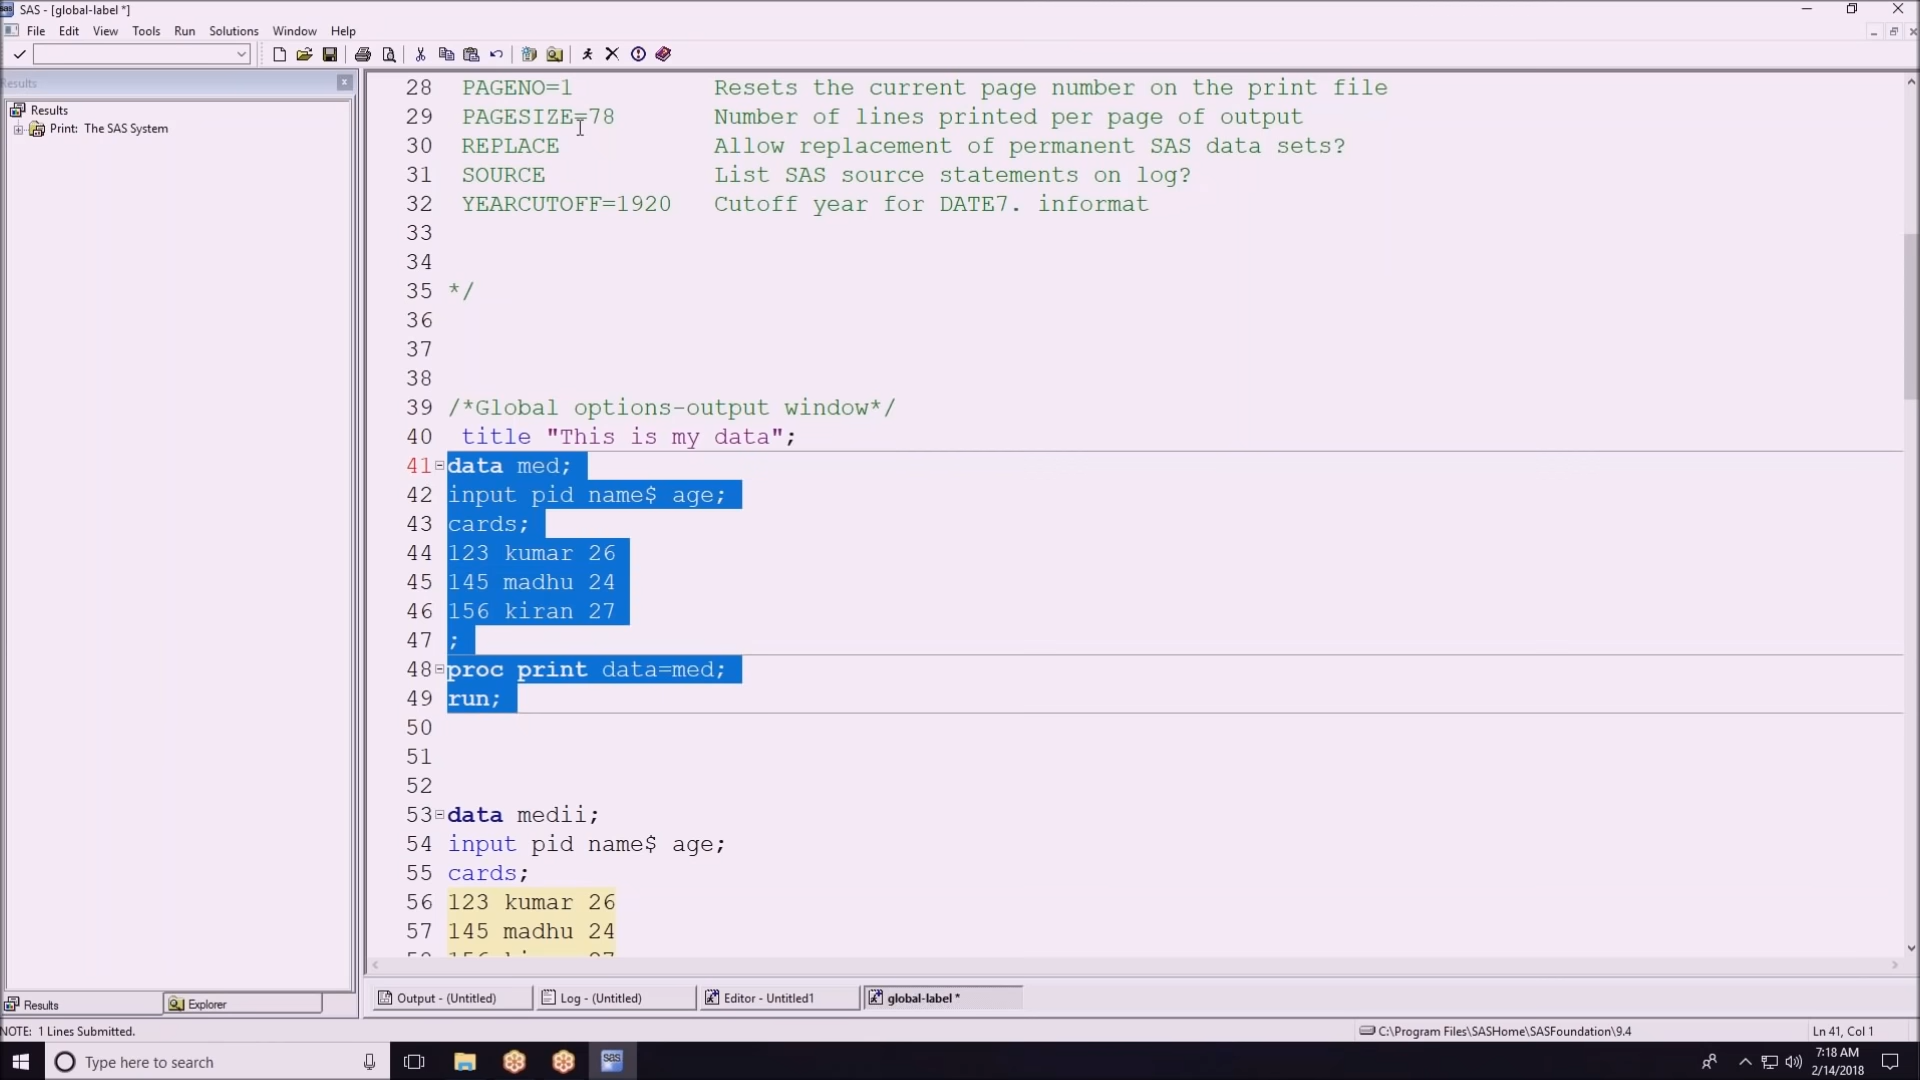 SAS - [global-label *]
File Edit View Tools Run Solutions Window Help
Results
Results
Print: The SAS System
28 PAGENO=1 Resets the current page number on the print file
29 PAGESIZE=78 Number of lines printed per page of output
30 REPLACE Allow replacement of permanent SAS data sets?
31 SOURCE List SAS source statements on log?
32 YEARCUTOFF=1920 Cutoff year for DATE7. informat
33
34
35 */
36
37
38
39 /*Global options-output window*/
40 title "This is my data";
41 data med;
42 input pid name$ age;
43 cards;
44 123 kumar 26
45 145 madhu 24
46 156 kiran 27
47 ;
48 proc print data=med;
49 run;
50
51
52
53 data medii;
54 input pid name$ age;
55 cards;
56 123 kumar 26
57 145 madhu 24
Results Explorer
Output - (Untitled) Log - (Untitled) Editor - Untitled1 global-label *
NOTE: 1 Lines Submitted. C:\Program Files\SASHome\SASFoundation\9.4 Ln 41, Col 1
Type here to search
sas
7:18 AM
2/14/2018